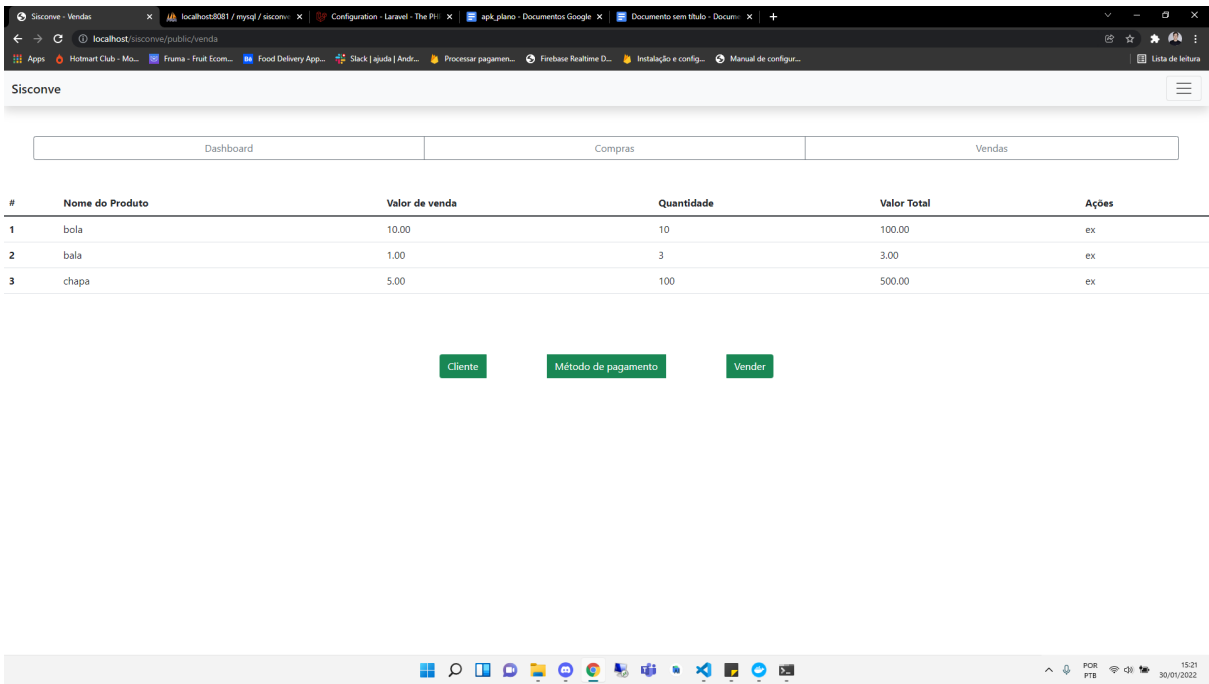 Sisconve - Vendas localhost:8081 / mysql / sisconve Configuration - Laravel - The PH apk_plano - Documentos Google Documento sem título - Docume
localhost/sisconve/public/venda
Apps Hotmart Club - Mo... Fruma - Fruit Ecom... Food Delivery App... Slack | ajuda | Andr... Processar pagamen... Firebase Realtime D... Instalação e config... Manual de configur... Lista de leitura
Sisconve
Dashboard Compras Vendas
# Nome do Produto Valor de venda Quantidade Valor Total Ações
1 bola 10.00 10 100.00 ex
2 bala 1.00 3 3.00 ex
3 chapa 5.00 100 500.00 ex
Cliente Método de pagamento Vender
POR 15:21
PTB 30/01/2022